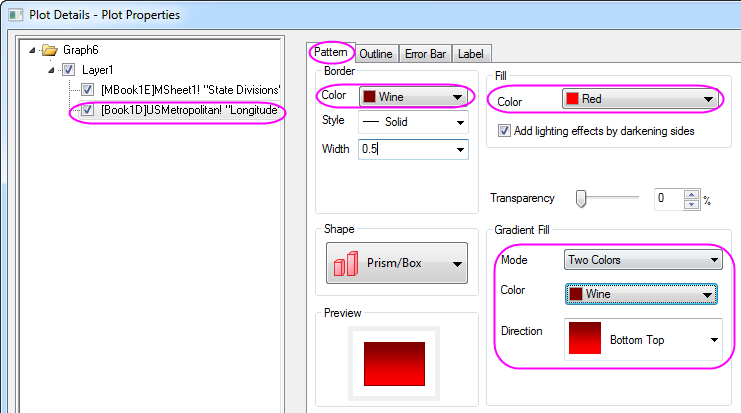 Plot Details - Plot Properties
Graph6
Layer1
[MBook1E]MSheet1! "State Divisions"
[Book1D]USMetropolitan! "Longitude
Pattern
Outline
Error Bar
Label
Border
Color
Wine
Style
Solid
Width
0.5
Fill
Color
Red
Add lighting effects by darkening sides
Transparency
0
%
Shape
Prism/Box
Preview
Gradient Fill
Mode
Two Colors
Color
Wine
Direction
Bottom Top